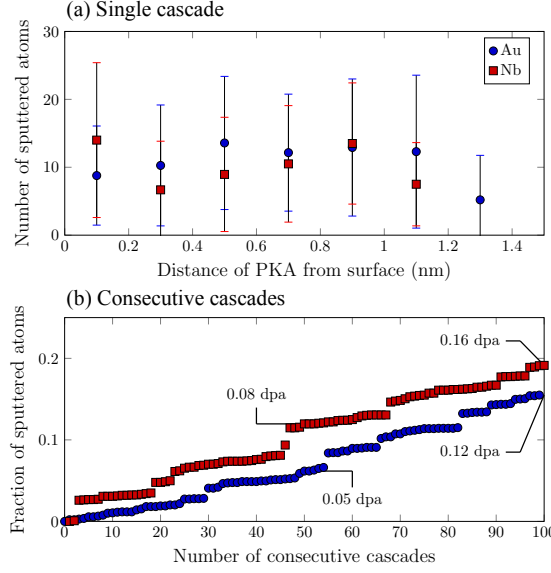 (a) Single cascade
30
20
10
0
Number of sputtered atoms
Au
Nb
0 0.2 0.4 0.6 0.8 1 1.2 1.4
Distance of PKA from surface (nm)
(b) Consecutive cascades
0.2
0.1
0
Fraction of sputtered atoms
0.16 dpa
0.08 dpa
0.12 dpa
0.05 dpa
0 10 20 30 40 50 60 70 80 90 100
Number of consecutive cascades